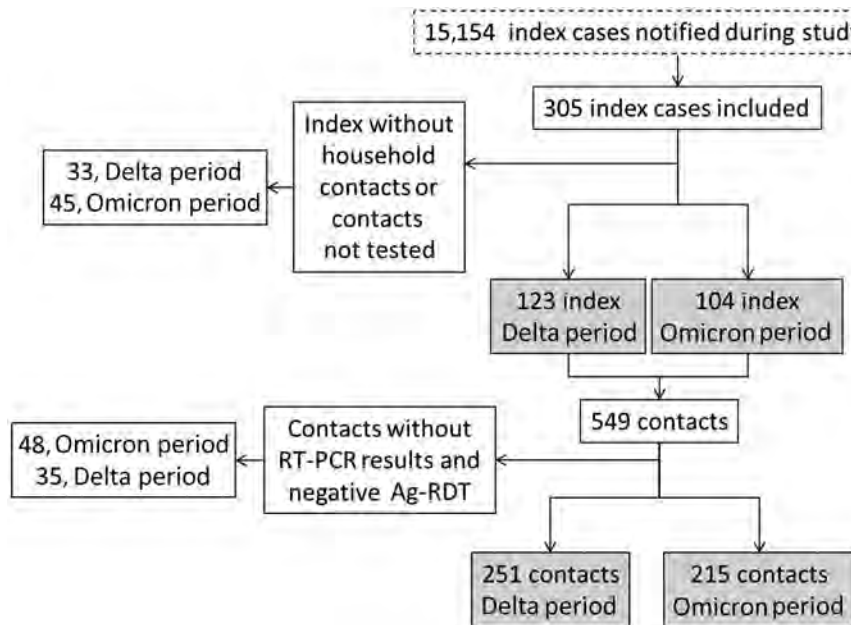 15,154 index cases notified during study
305 index cases included
Index without
household
contacts or
contacts
not tested
33, Delta period
45, Omicron period
123 index
Delta period
104 index
Omicron period
549 contacts
Contacts without
RT-PCR results and
negative Ag-RDT
48, Omicron period
35, Delta period
251 contacts
Delta period
215 contacts
Omicron period